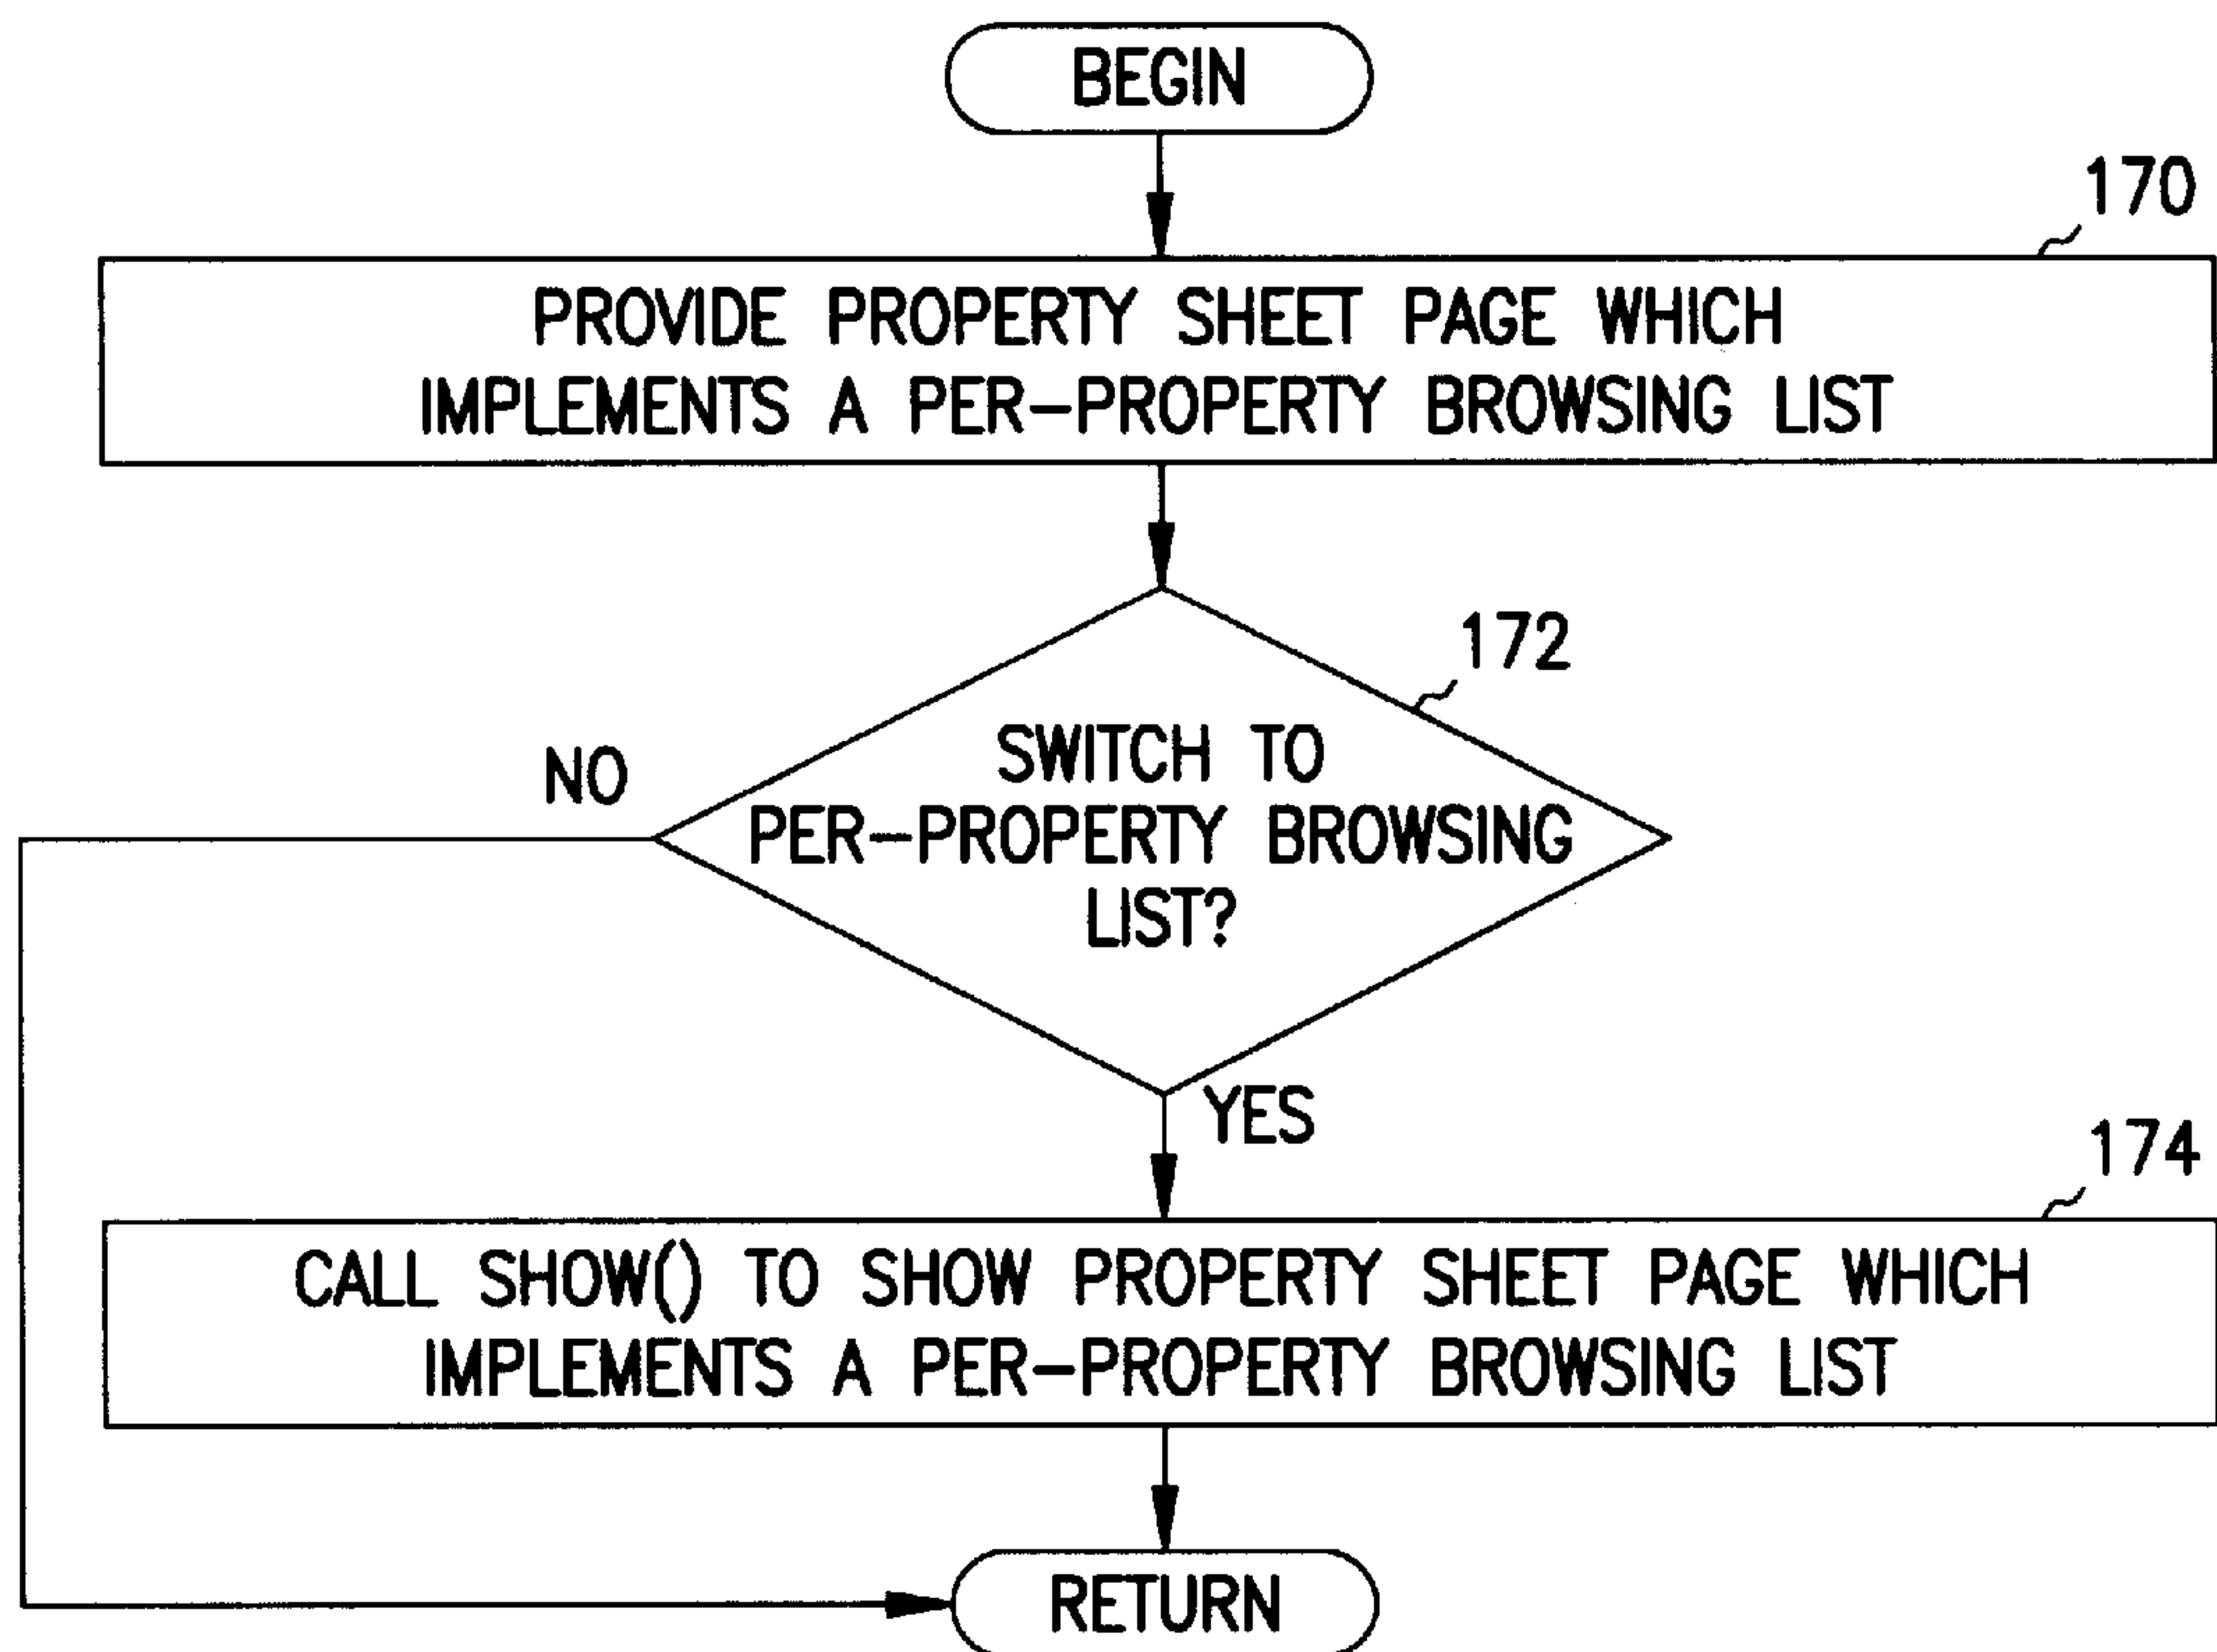 BEGIN
170
PROVIDE PROPERTY SHEET PAGE WHICH
IMPLEMENTS A PER-PROPERTY BROWSING LIST
172
SWITCH TO
PER-PROPERTY BROWSING
LIST?
NO
YES
174
CALL SHOW() TO SHOW PROPERTY SHEET PAGE WHICH
IMPLEMENTS A PER-PROPERTY BROWSING LIST
RETURN